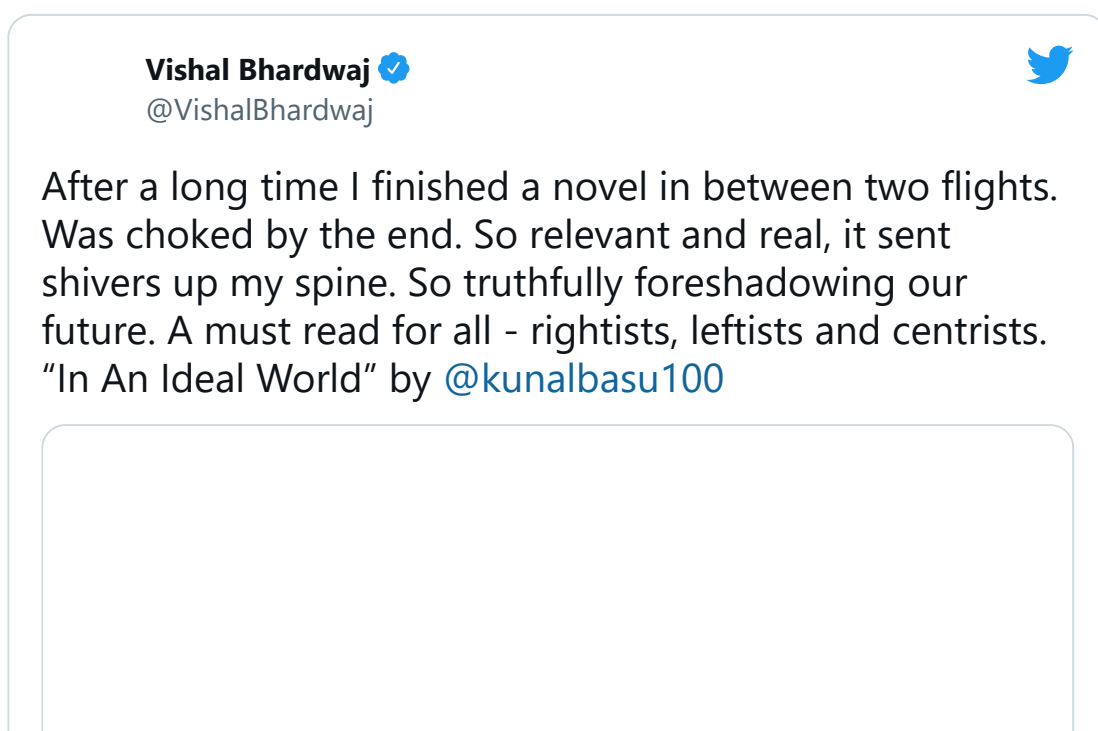 Vishal Bhardwaj
@VishalBhardwaj
After a long time I finished a novel in between two flights.
Was choked by the end. So relevant and real, it sent
shivers up my spine. So truthfully foreshadowing our
future. A must read for all - rightists, leftists and centrists.
“In An Ideal World” by @kunalbasu100